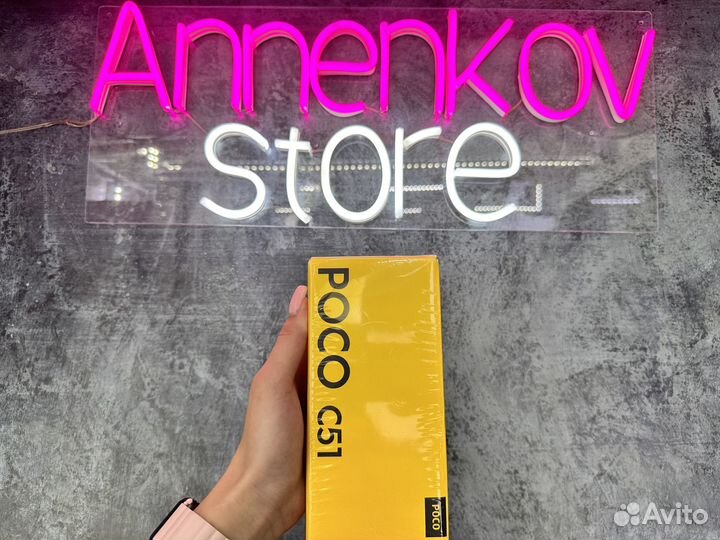 Annenkov
store
POCO C51
POCO
Avito